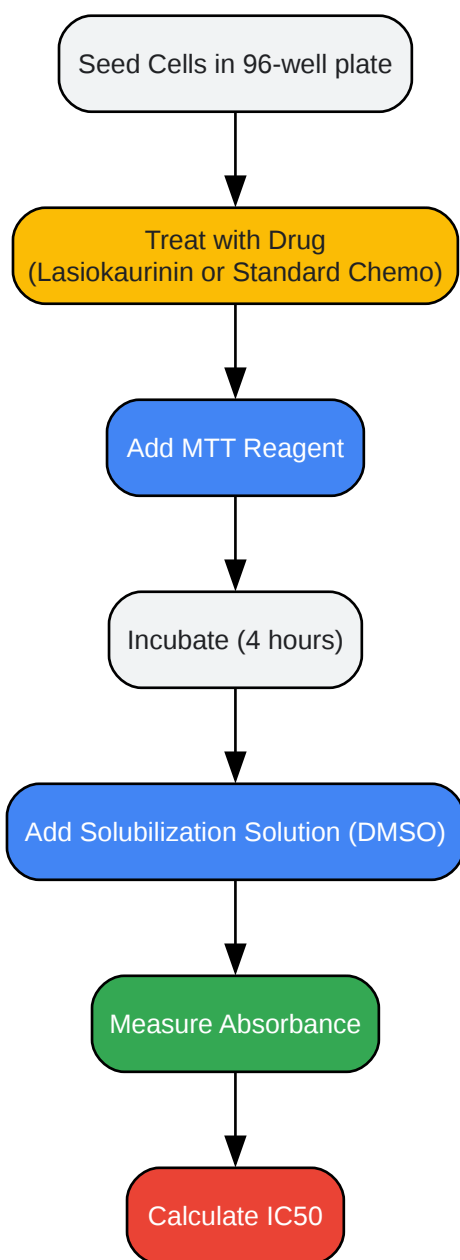 Seed Cells in 96-well plate
Treat with Drug
(Lasiokaurinin or Standard Chemo)
Add MTT Reagent
Incubate (4 hours)
Add Solubilization Solution (DMSO)
Measure Absorbance
Calculate IC50